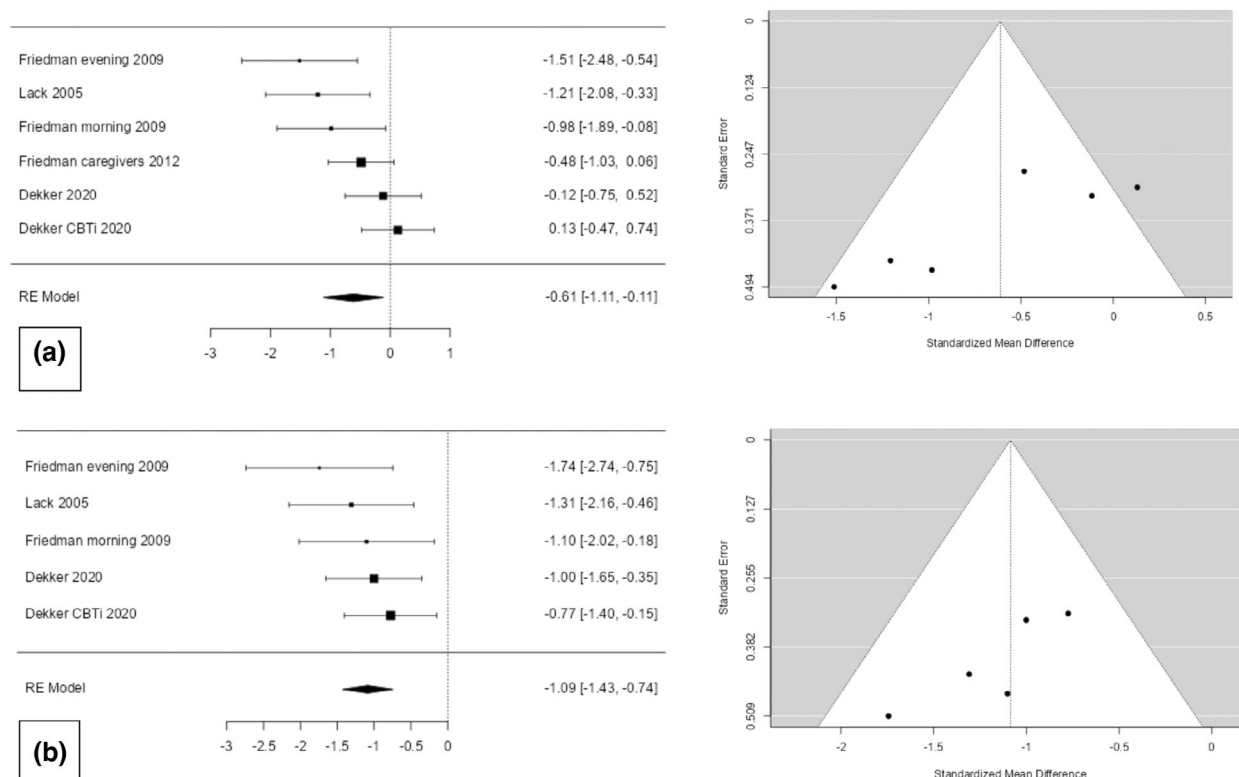 Friedman evening 2009 -1.51 [-2.48, -0.54]
Lack 2005 -1.21 [-2.08, -0.33]
Friedman morning 2009 -0.98 [-1.89, -0.08]
Friedman caregivers 2012 -0.48 [-1.03, 0.06]
Dekker 2020 -0.12 [-0.75, 0.52]
Dekker CBTi 2020 0.13 [-0.47, 0.74]
RE Model -0.61 [-1.11, -0.11]
(a)
-3 -2 -1 0 1
Standard Error
0
0.124
0.247
0.371
0.494
-1.5 -1 -0.5 0 0.5
Standardized Mean Difference
Friedman evening 2009 -1.74 [-2.74, -0.75]
Lack 2005 -1.31 [-2.16, -0.46]
Friedman morning 2009 -1.10 [-2.02, -0.18]
Dekker 2020 -1.00 [-1.65, -0.35]
Dekker CBTi 2020 -0.77 [-1.40, -0.15]
RE Model -1.09 [-1.43, -0.74]
(b)
-3 -2.5 -2 -1.5 -1 -0.5 0
Standard Error
0
0.127
0.255
0.382
0.509
-2 -1.5 -1 -0.5 0
Standardized Mean Difference